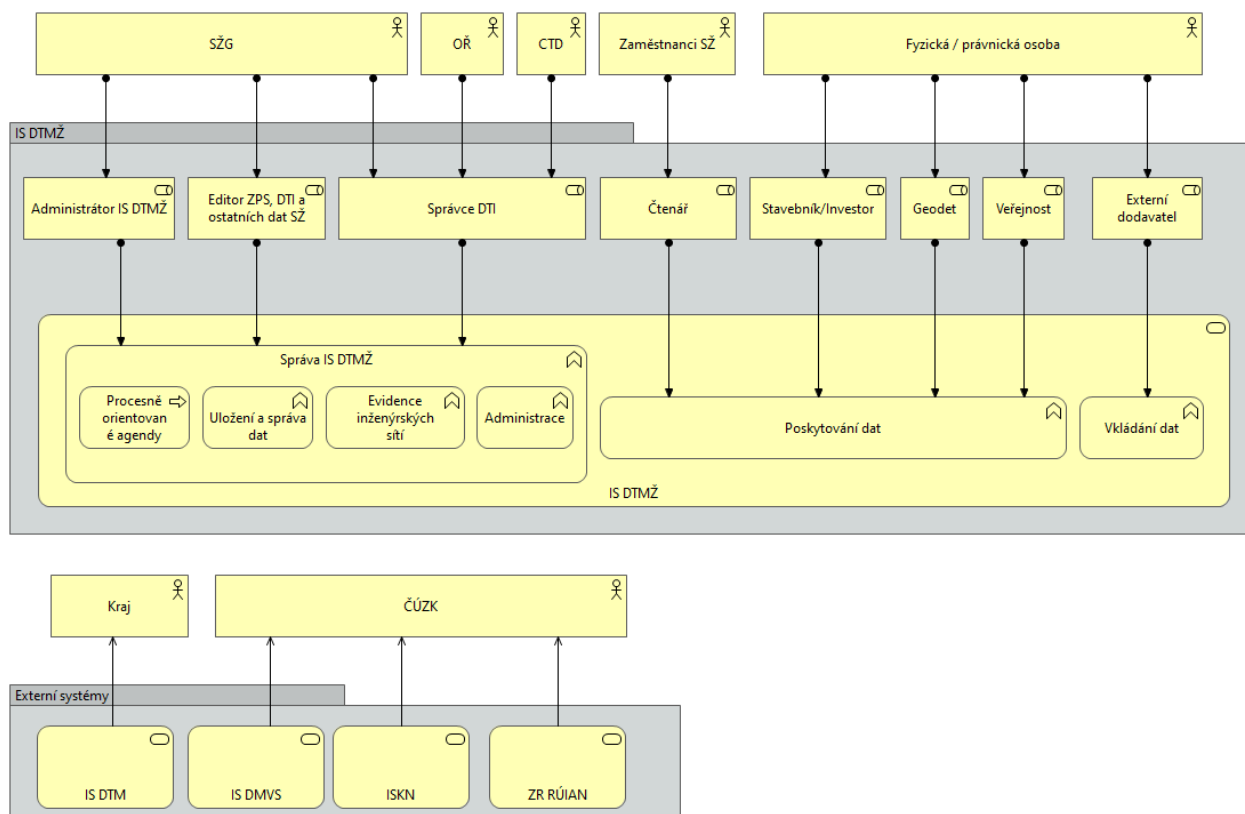 SŽG
OŘ
CTD
Zaměstnanci SŽ
Fyzická / právnická osoba
IS DTMŽ
Administrátor IS DTMŽ
Editor ZPS, DTI a
ostatních dat SŽ
Správce DTI
Čtenář
Stavebník/Investor
Geodet
Veřejnost
Externí
dodavatel
Správa IS DTMŽ
Procesně
orientovan
é agendy
Uložení a správa
dat
Evidence
inženýrských
sítí
Administrace
Poskytování dat
Vkládání dat
IS DTMŽ
Kraj
ČÚZK
Externí systémy
IS DTM
IS DMVS
ISKN
ZR RÚIAN